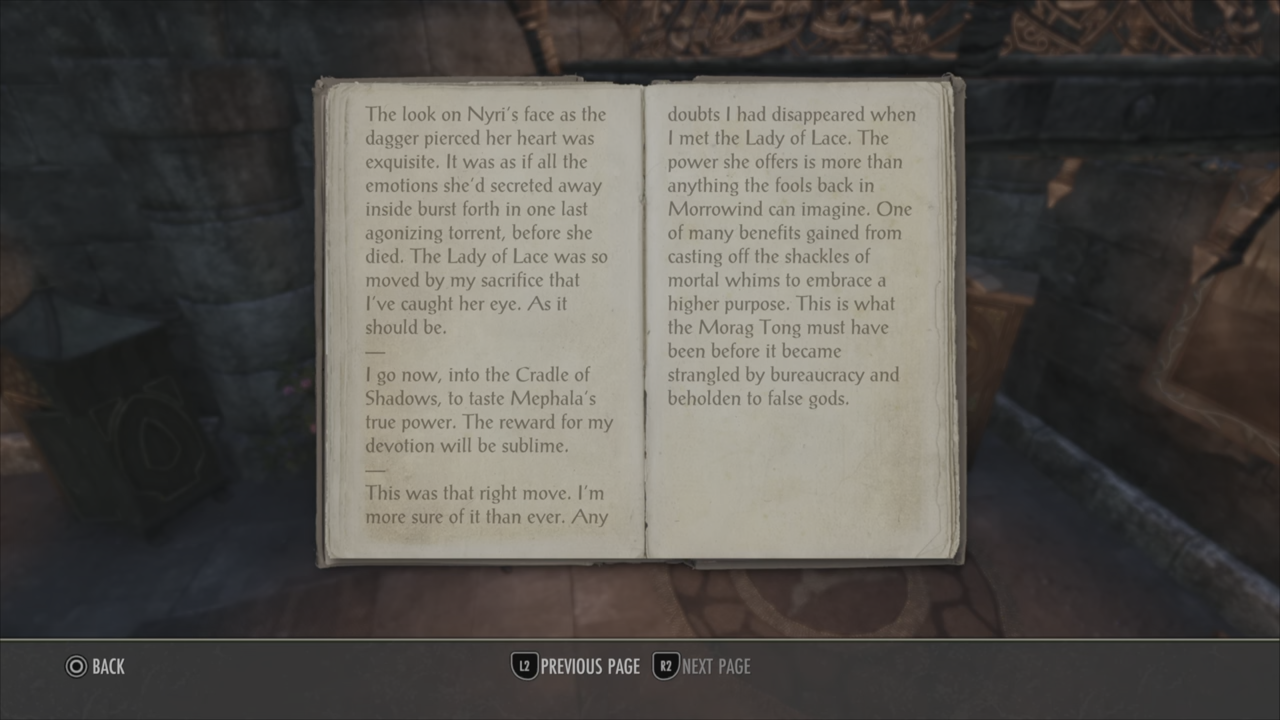 The look on Nyri's face as the
dagger pierced her heart was
exquisite. It was as if all the
emotions she'd secreted away
inside burst forth in one last
agonizing torrent, before she
died. The Lady of Lace was so
moved by my sacrifice that
I've caught her eye. As it
should be.
—
I go now, into the Cradle of
Shadows, to taste Mephala's
true power. The reward for my
devotion will be sublime.
—
This was that right move. I'm
more sure of it than ever. Any
doubts I had disappeared when
I met the Lady of Lace. The
power she offers is more than
anything the fools back in
Morrowind can imagine. One
of many benefits gained from
casting off the shackles of
mortal whims to embrace a
higher purpose. This is what
the Morag Tong must have
been before it became
strangled by bureaucracy and
beholden to false gods.
BACK
L2 PREVIOUS PAGE R2 NEXT PAGE